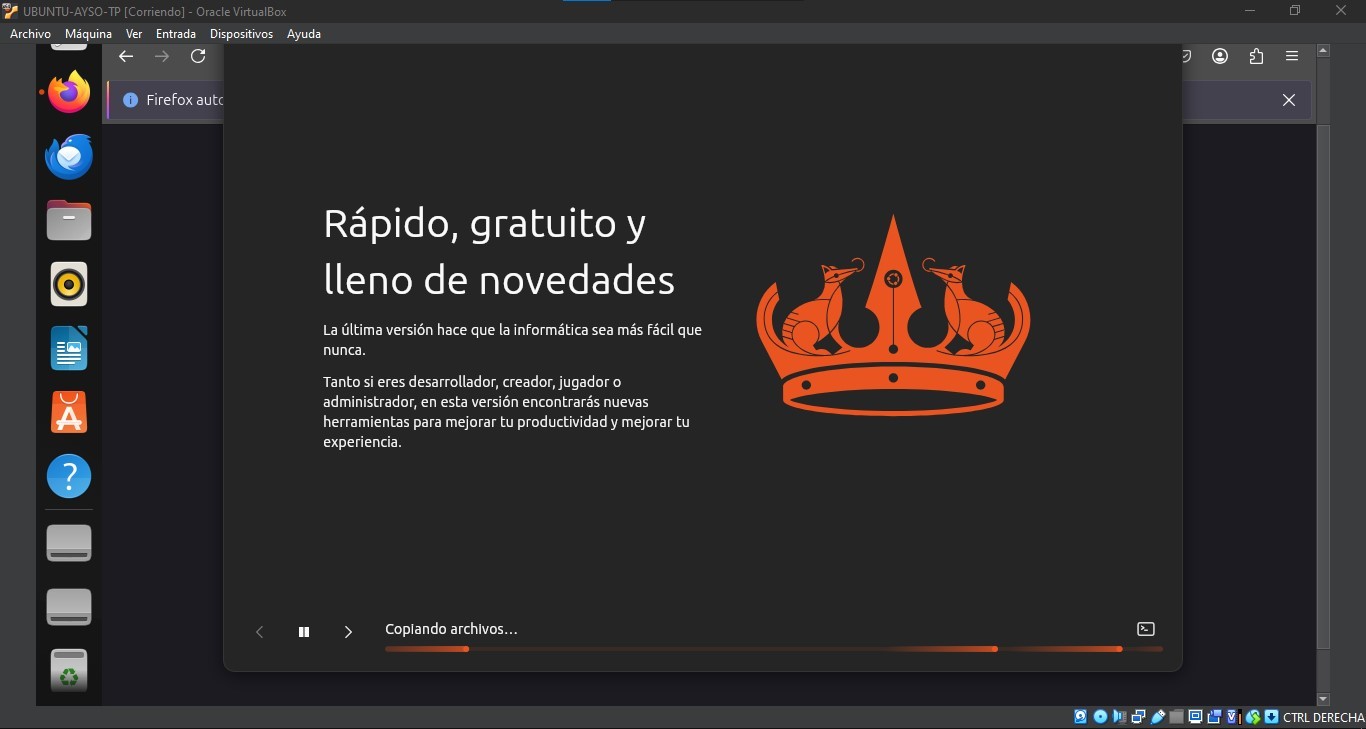 UBUNTU-AYSO-TP [Corriendo] - Oracle VirtualBox
Archivo Máquina Ver Entrada Dispositivos Ayuda
Firefox auto
Rápido, gratuito y
lleno de novedades
La última versión hace que la informática sea más fácil que
nunca.
Tanto si eres desarrollador, creador, jugador o
administrador, en esta versión encontrarás nuevas
herramientas para mejorar tu productividad y mejorar tu
experiencia.
Copiando archivos...
CTRL DERECHA